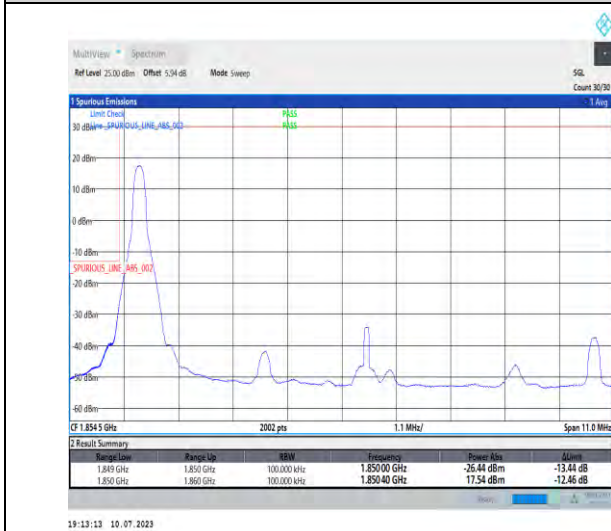 MultiView Spectrum
Ref Level 25.00 dBm Offset 5.94 dB Mode Sweep SGL
Count 30/30
1 Spurious Emissions 1 Avg
Limit Check PASS
30 dBm Line _SPURIOUS_LINE_ABS_002 PASS
20 dBm
10 dBm
0 dBm
-10 dBm
_SPURIOUS_LINE_ABS_002
-20 dBm
-30 dBm
-40 dBm
-50 dBm
-60 dBm
CF 1.854 5 GHz 2002 pts 1.1 MHz/ Span 11.0 MHz
2 Result Summary
Range Low Range Up RBW Frequency Power Abs ΔLimit
1.849 GHz 1.850 GHz 100.000 kHz 1.85000 GHz -26.44 dBm -13.44 dB
1.850 GHz 1.860 GHz 100.000 kHz 1.85040 GHz 17.54 dBm -12.46 dB
19:13:13 10.07.2023